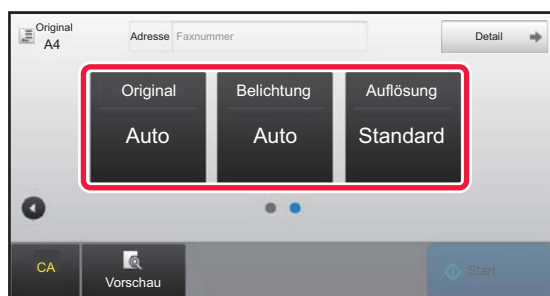 Original
A4
Adresse Faxnummer
Detail
Original
Belichtung
Auflösung
Auto
Auto
Standard
CA
Vorschau
Start